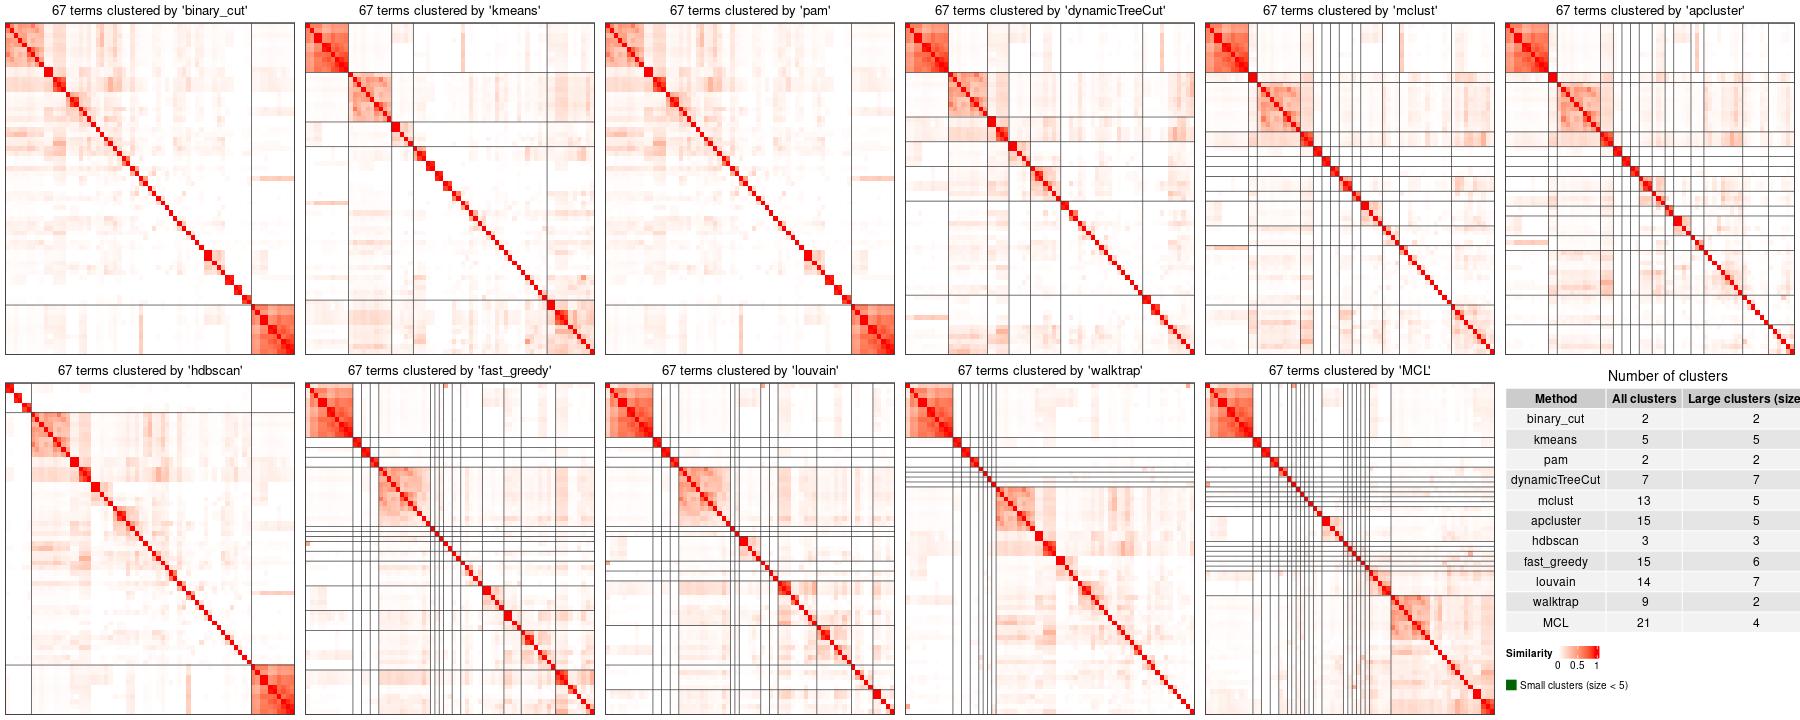 67 terms clustered by 'binary_cut'
67 terms clustered by 'kmeans'
67 terms clustered by 'pam'
67 terms clustered by 'dynamicTreeCut'
67 terms clustered by 'mclust'
67 terms clustered by 'apcluster'
67 terms clustered by 'hdbscan'
67 terms clustered by 'fast_greedy'
67 terms clustered by 'louvain'
67 terms clustered by 'walktrap'
67 terms clustered by 'MCL'
Number of clusters
Method All clusters Large clusters (size
binary_cut 2 2
kmeans 5 5
pam 2 2
dynamicTreeCut 7 7
mclust 13 5
apcluster 15 5
hdbscan 3 3
fast_greedy 15 6
louvain 14 7
walktrap 9 2
MCL 21 4
Similarity
0 0.5 1
Small clusters (size < 5)